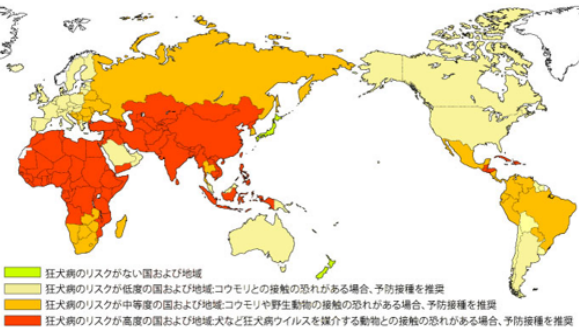 狂犬病のリスクがない国および地域
狂犬病のリスクが低度の国および地域:コウモリとの接触の恐れがある場合、予防接種を推奨
狂犬病のリスクが中等度の国および地域:コウモリや野生動物の接触の恐れがある場合、予防接種を推奨
狂犬病のリスクが高度の国および地域:犬など狂犬病ウイルスを媒介する動物との接触の恐れがある場合、予防接種を推奨